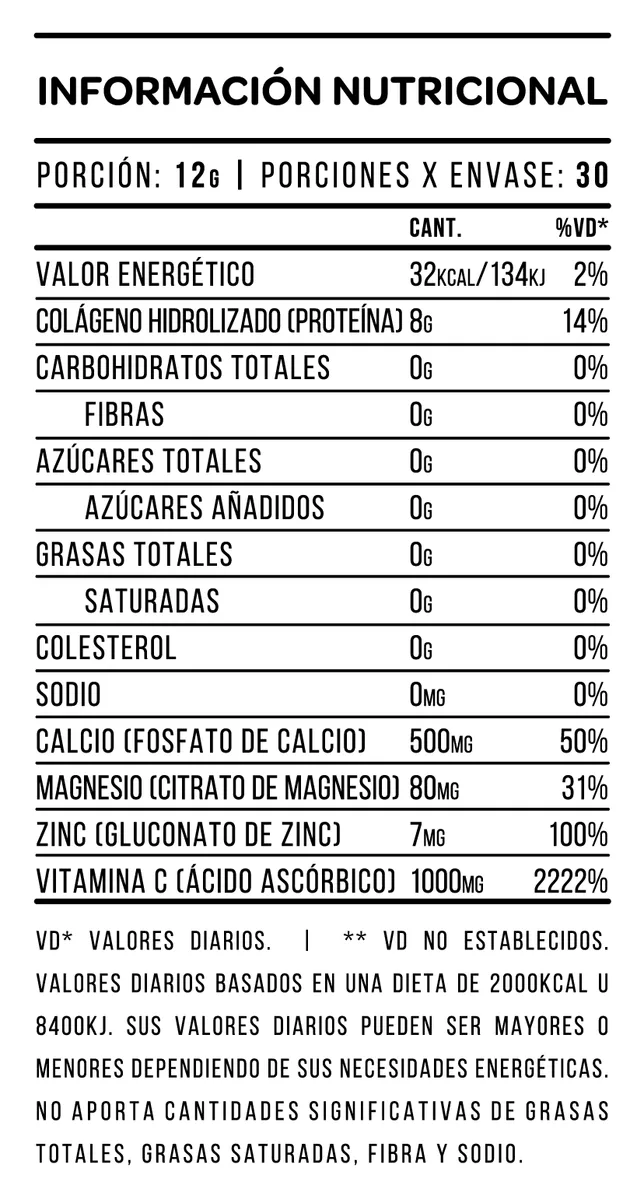 INFORMACIÓN NUTRICIONAL
PORCIÓN: 12G | PORCIONES X ENVASE: 30
CANT. %VD*
VALOR ENERGÉTICO 32KCAL/134KJ 2%
COLÁGENO HIDROLIZADO (PROTEÍNA) 8G 14%
CARBOHIDRATOS TOTALES 0G 0%
FIBRAS 0G 0%
AZÚCARES TOTALES 0G 0%
AZÚCARES AÑADIDOS 0G 0%
GRASAS TOTALES 0G 0%
SATURADAS 0G 0%
COLESTEROL 0G 0%
SODIO 0MG 0%
CALCIO (FOSFATO DE CALCIO) 500MG 50%
MAGNESIO (CITRATO DE MAGNESIO) 80MG 31%
ZINC (GLUCONATO DE ZINC) 7MG 100%
VITAMINA C (ÁCIDO ASCÓRBICO) 1000MG 2222%
VD* VALORES DIARIOS. | ** VD NO ESTABLECIDOS.
VALORES DIARIOS BASADOS EN UNA DIETA DE 2000KCAL U
8400KJ. SUS VALORES DIARIOS PUEDEN SER MAYORES O
MENORES DEPENDIENDO DE SUS NECESIDADES ENERGÉTICAS.
NO APORTA CANTIDADES SIGNIFICATIVAS DE GRASAS
TOTALES, GRASAS SATURADAS, FIBRA Y SODIO.